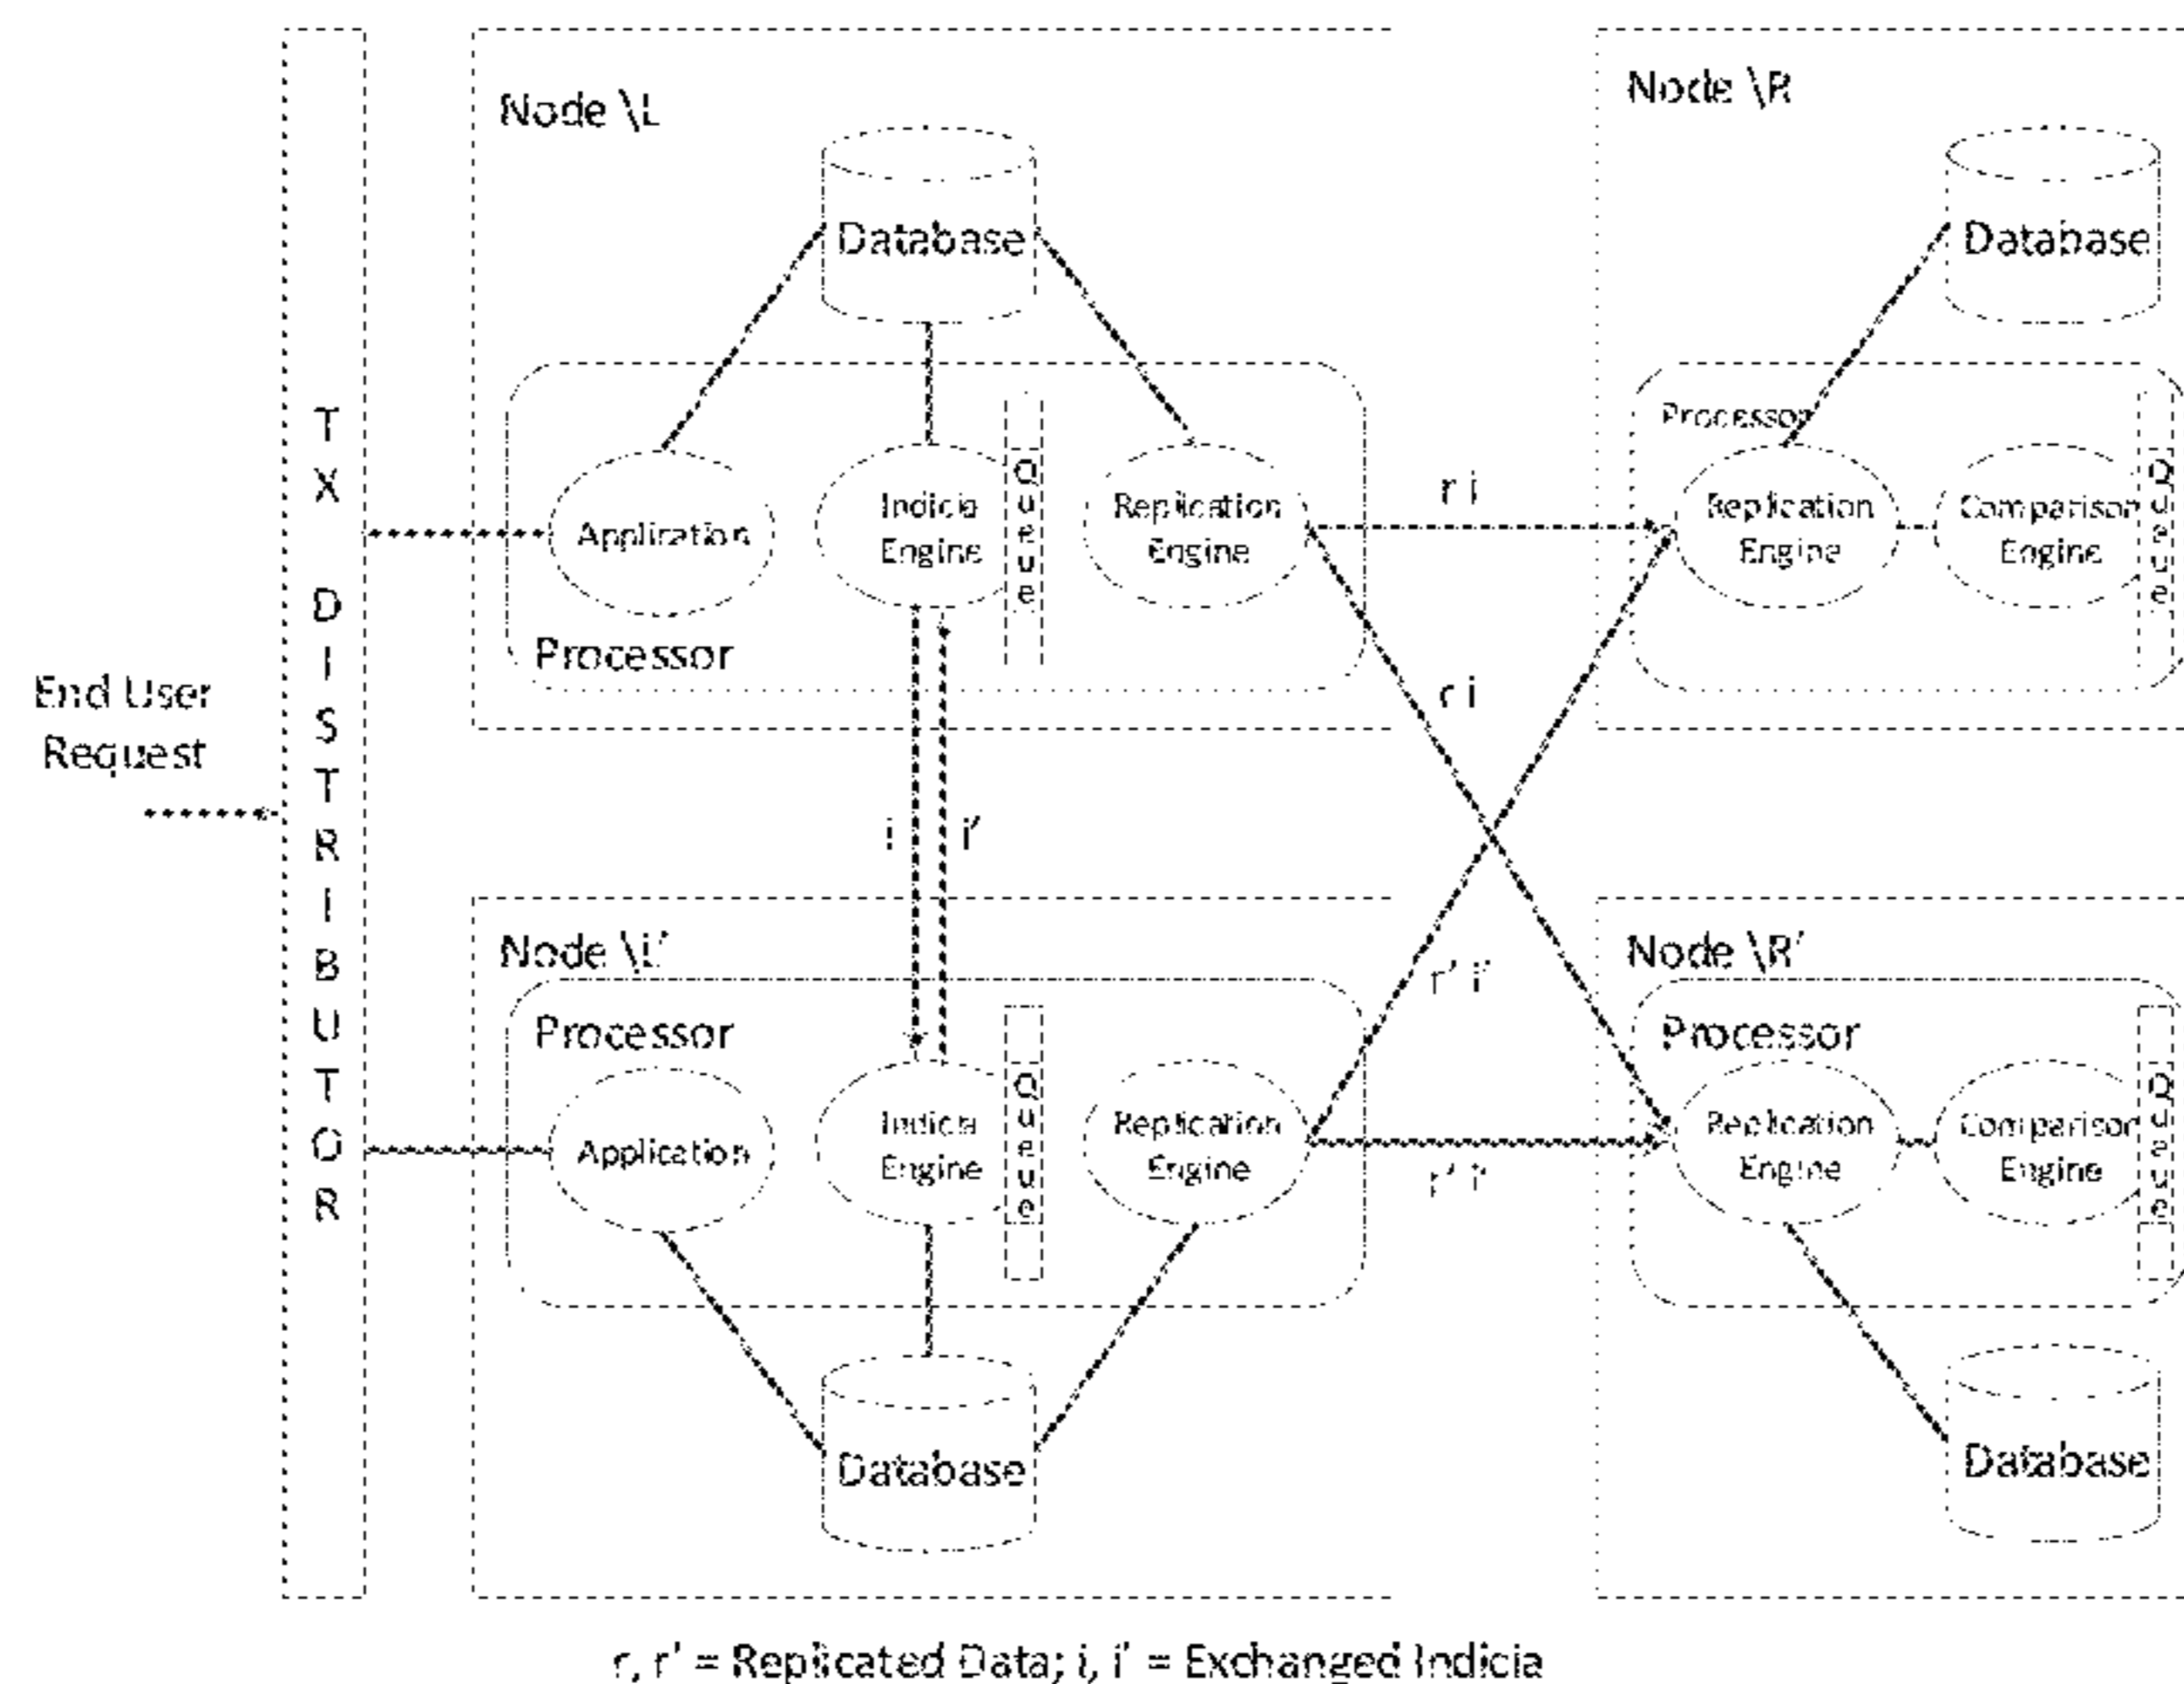 End User
Request
TX DISTRIBUTOR
Node \L
Database
Application
Indicia
Engine
Queue
Replication
Engine
Processor
i
i'
r i
r i
Node \R
Database
Processor
Replication
Engine
Comparison
Engine
Queue
Node \L'
Processor
Application
Indicia
Engine
Queue
Replication
Engine
Database
r' i'
r' i'
Node \R'
Processor
Replication
Engine
Comparison
Engine
Queue
Database
r, r' = Replicated Data; i, i' = Exchanged Indicia